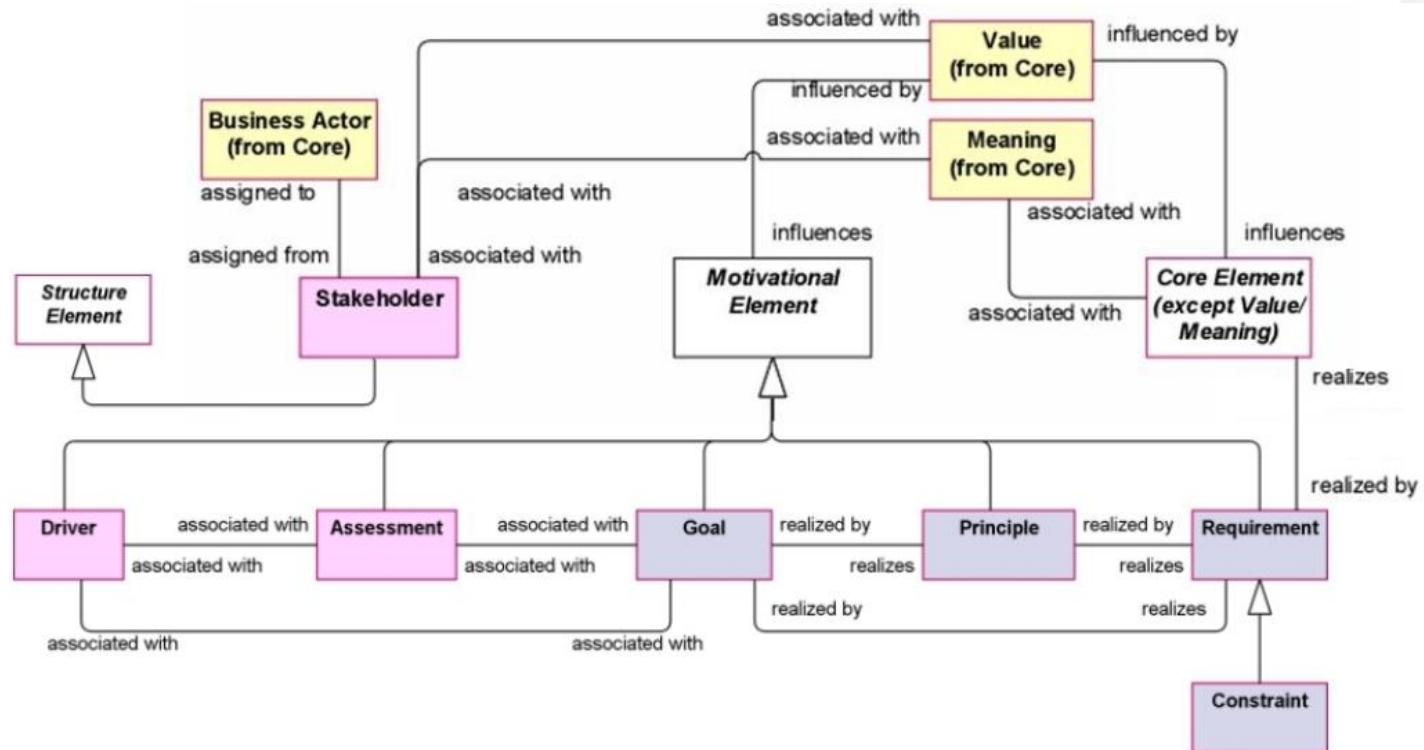 associated with
Value
(from Core)
influenced by
influenced by
Business Actor
(from Core)
associated with
Meaning
(from Core)
assigned to
associated with
associated with
influences
influences
assigned from
associated with
Structure
Element
Stakeholder
Motivational
Element
Core Element
(except Value/
Meaning)
associated with
realizes
realized by
Driver
associated with
associated with
Assessment
associated with
associated with
Goal
realized by
realizes
Principle
realized by
realizes
Requirement
associated with
associated with
realized by
realizes
Constraint